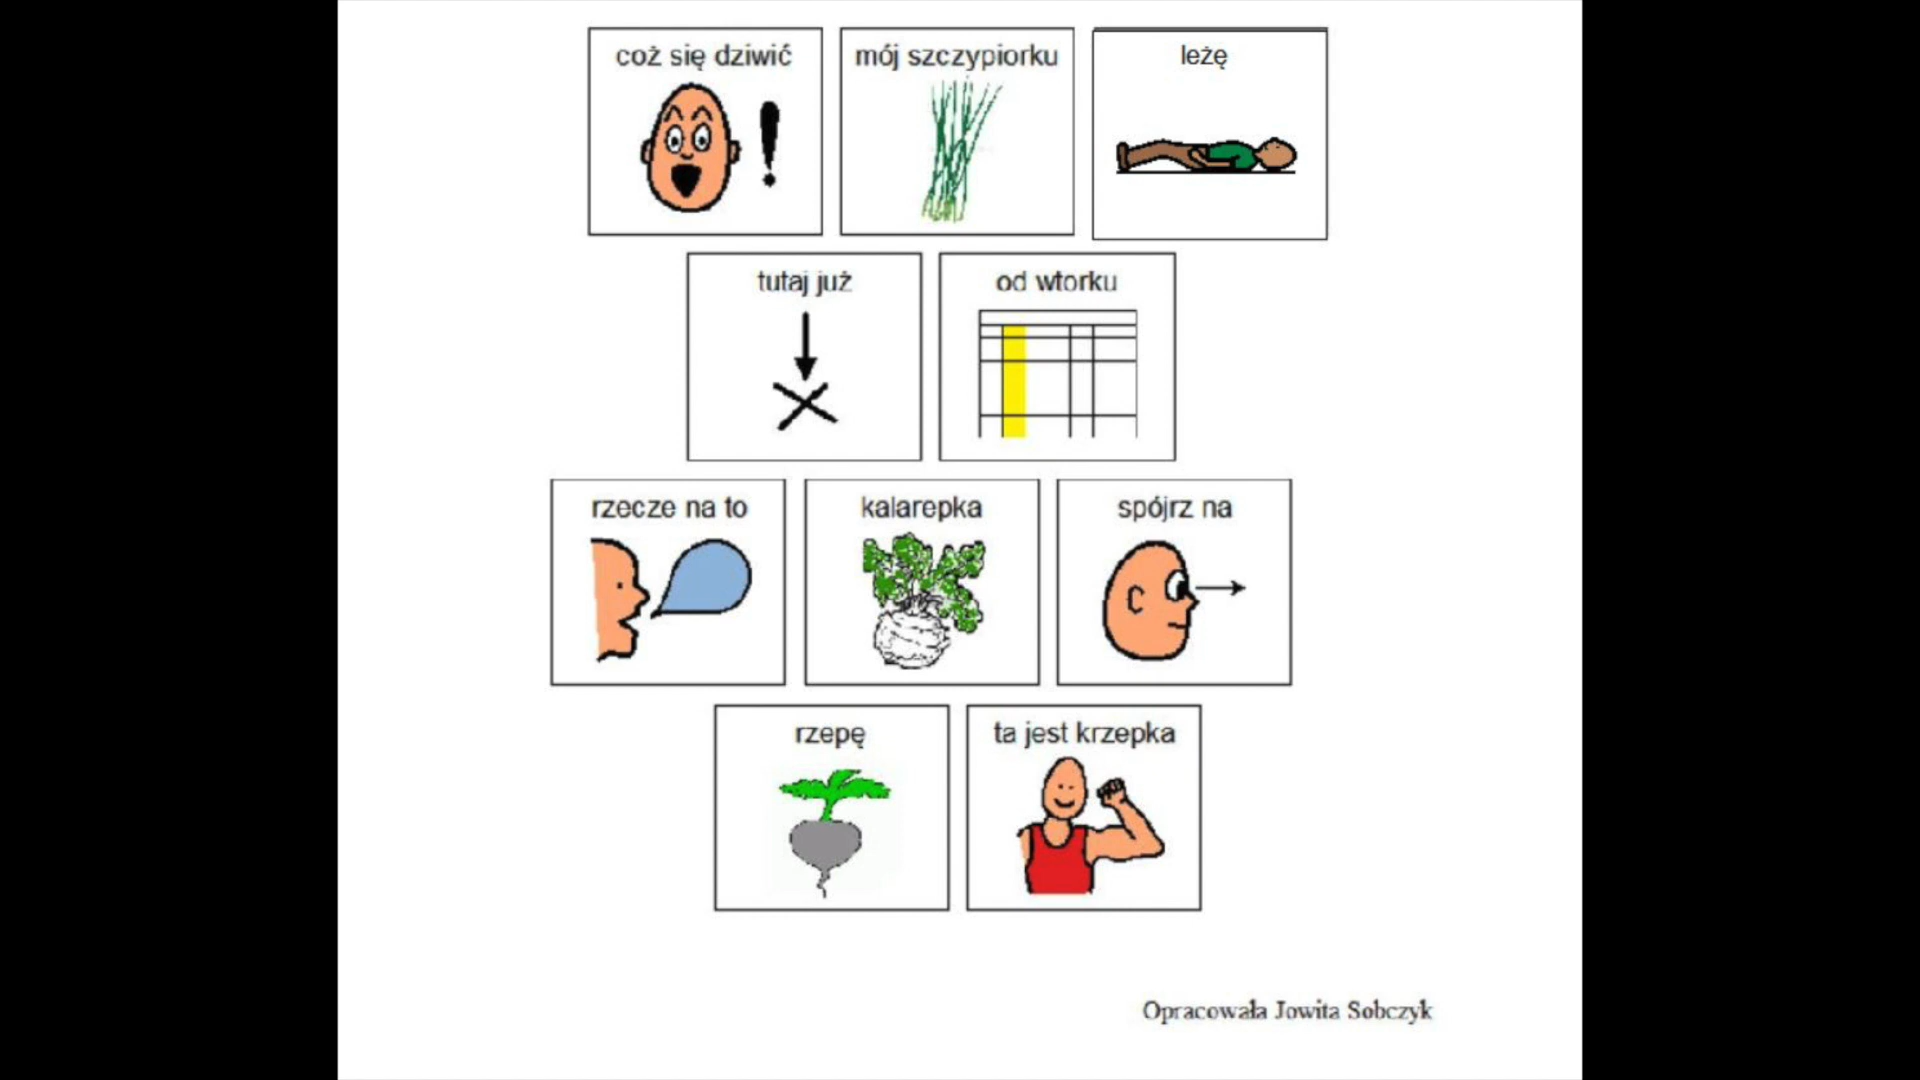 coż się dziwić
mój szczypiorku
leżę
tutaj już
od wtorku
rzecze na to
kalarepka
spójrz na
rzepę
ta jest krzepka
Opracowała Jowita Sobczyk